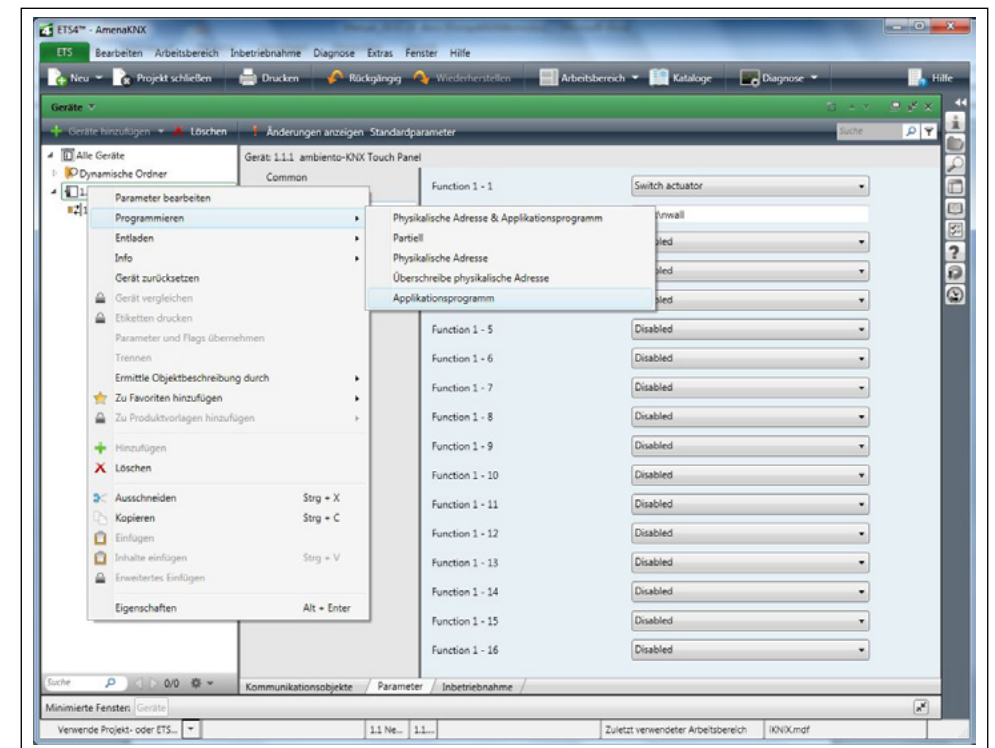 ETS4™ - AmenaKNX
ETS Bearbeiten Arbeitsbereich Inbetriebnahme Diagnose Extras Fenster Hilfe
Neu Projekt schließen Drucken Rückgängig Wiederherstellen Arbeitsbereich Kataloge Diagnose Hilfe
Geräte
Geräte hinzufügen Löschen Änderungen anzeigen Standardparameter Suche
Alle Geräte
Dynamische Ordner
Gerät: 1.1.1 ambiento-KNX Touch Panel
Common
Parameter bearbeiten
Programmieren
Entladen
Info
Gerät zurücksetzen
Gerät vergleichen
Etiketten drucken
Parameter und Flags übernehmen
Trennen
Ermittle Objektbeschreibung durch
Zu Favoriten hinzufügen
Zu Produktvorlagen hinzufügen
Hinzufügen
Löschen
Ausschneiden Strg + X
Kopieren Strg + C
Einfügen
Inhalte einfügen Strg + V
Erweitertes Einfügen
Eigenschaften Alt + Enter
Physikalische Adresse & Applikationsprogramm
Partiell
Physikalische Adresse
Überschreibe physikalische Adresse
Applikationsprogramm
Function 1 - 1 Switch actuator
Function 1 - 5 Disabled
Function 1 - 6 Disabled
Function 1 - 7 Disabled
Function 1 - 8 Disabled
Function 1 - 9 Disabled
Function 1 - 10 Disabled
Function 1 - 11 Disabled
Function 1 - 12 Disabled
Function 1 - 13 Disabled
Function 1 - 14 Disabled
Function 1 - 15 Disabled
Function 1 - 16 Disabled
Suche 0/0
Kommunikationsobjekte Parameter Inbetriebnahme
Minimierte Fenster: Geräte
Verwende Projekt- oder ETS... 1.1 Ne... 1.1.... Zuletzt verwendeter Arbeitsbereich